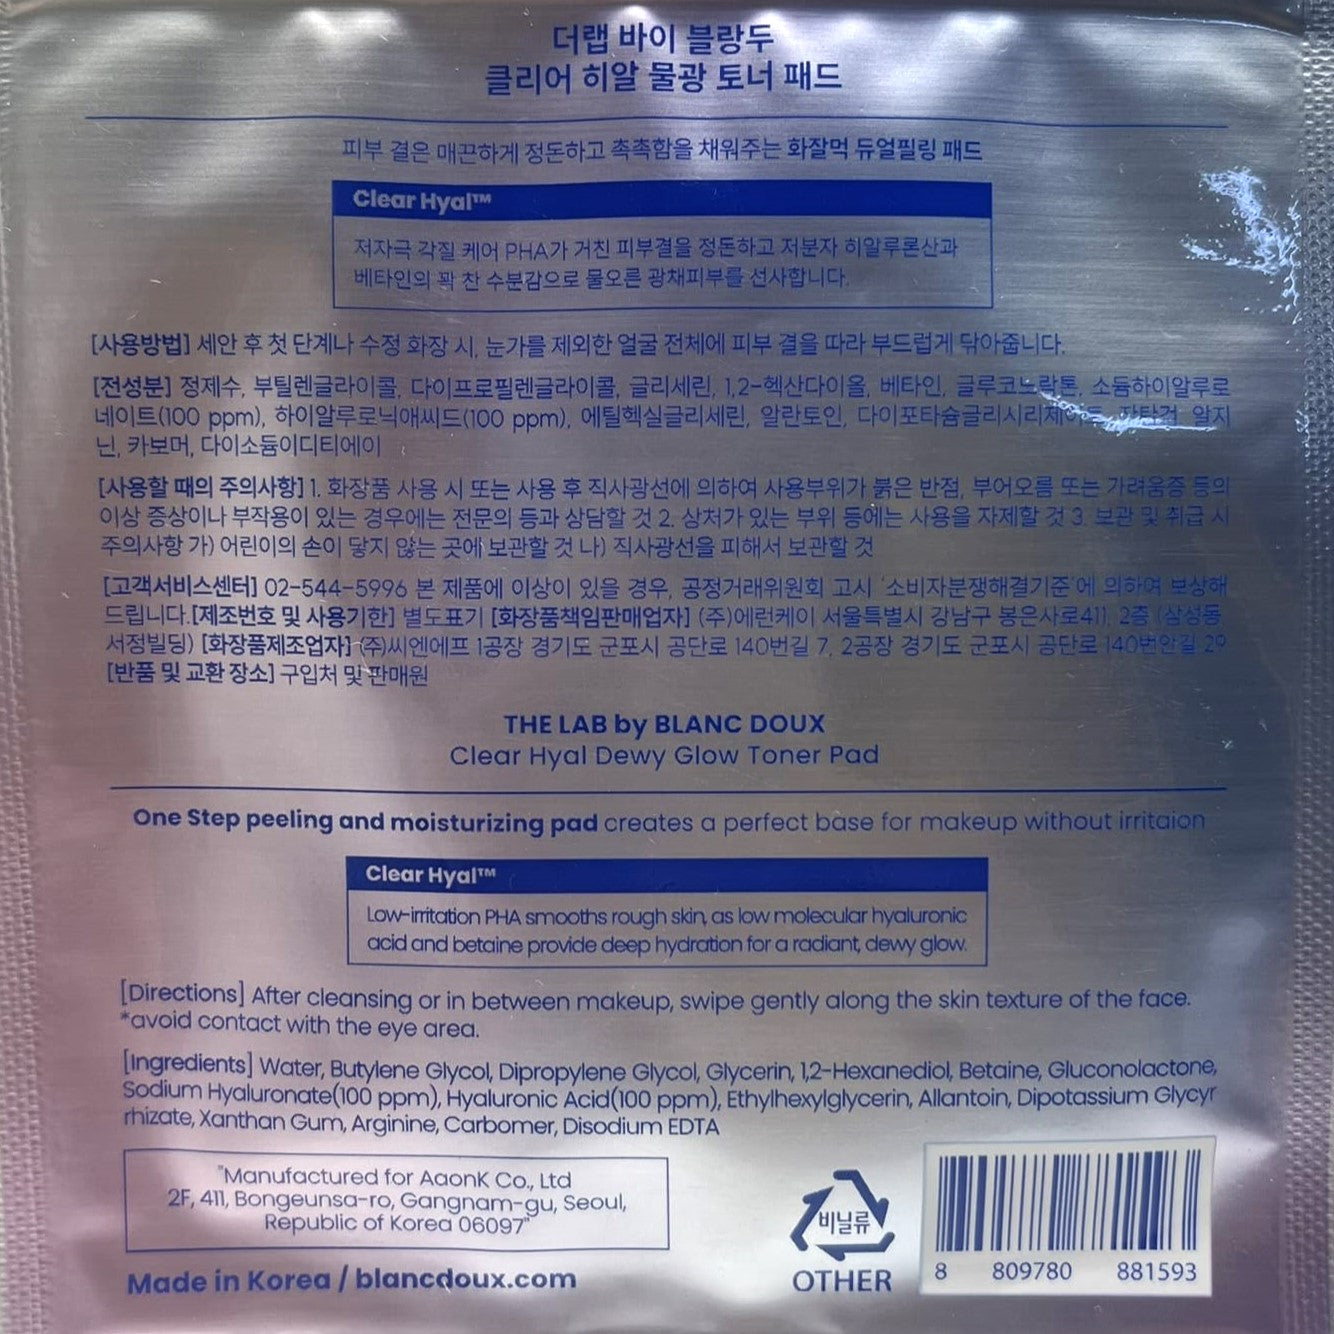 더랩 바이 블랑두
클리어 히알 물광 토너 패드
피부 결은 매끈하게 정돈하고 촉촉함을 채워주는 화잘먹 듀얼필링 패드
Clear Hyal™
저자극 각질 케어 PHA가 거친 피부결을 정돈하고 저분자 히알루론산과
베타인의 꽉 찬 수분감으로 물오른 광채피부를 선사합니다.
[사용방법] 세안 후 첫 단계나 수정 화장 시, 눈가를 제외한 얼굴 전체에 피부 결을 따라 부드럽게 닦아줍니다.
[전성분] 정제수, 부틸렌글라이콜, 다이프로필렌글라이콜, 글리세린, 1,2-헥산다이올, 베타인, 글루코노락톤, 소듐하이알루로
네이트(100 ppm), 하이알루로닉애씨드(100 ppm), 에틸헥실글리세린, 알란토인, 다이포타슘글리시리제이트, 잔탄검, 알지
닌, 카보머, 다이소듐이디티에이
[사용할 때의 주의사항] 1. 화장품 사용 시 또는 사용 후 직사광선에 의하여 사용부위가 붉은 반점, 부어오름 또는 가려움증 등의
이상 증상이나 부작용이 있는 경우에는 전문의 등과 상담할 것 2. 상처가 있는 부위 등에는 사용을 자제할 것 3. 보관 및 취급 시
주의사항 가) 어린이의 손이 닿지 않는 곳에 보관할 것 나) 직사광선을 피해서 보관할 것
[고객서비스센터] 02-544-5996 본 제품에 이상이 있을 경우, 공정거래위원회 고시 '소비자분쟁해결기준'에 의하여 보상해
드립니다.[제조번호 및 사용기한] 별도표기 [화장품책임판매업자] (주)에런케이 서울특별시 강남구 봉은사로411, 2층 (삼성동,
서정빌딩) [화장품제조업자] (주)씨엔에프 1공장 경기도 군포시 공단로 140번길 7, 2공장 경기도 군포시 공단로 140번안길 29
[반품 및 교환 장소] 구입처 및 판매원
THE LAB by BLANC DOUX
Clear Hyal Dewy Glow Toner Pad
One Step peeling and moisturizing pad creates a perfect base for makeup without irritaion
Clear Hyal™
Low-irritation PHA smooths rough skin, as low molecular hyaluronic
acid and betaine provide deep hydration for a radiant, dewy glow.
[Directions] After cleansing or in between makeup, swipe gently along the skin texture of the face.
*avoid contact with the eye area.
[Ingredients] Water, Butylene Glycol, Dipropylene Glycol, Glycerin, 1,2-Hexanediol, Betaine, Gluconolactone,
Sodium Hyaluronate(100 ppm), Hyaluronic Acid(100 ppm), Ethylhexylglycerin, Allantoin, Dipotassium Glycyr
rhizate, Xanthan Gum, Arginine, Carbomer, Disodium EDTA
"Manufactured for AaonK Co., Ltd
2F, 411, Bongeunsa-ro, Gangnam-gu, Seoul,
Republic of Korea 06097"
Made in Korea / blancdoux.com
비닐류
OTHER
8 809780 881593